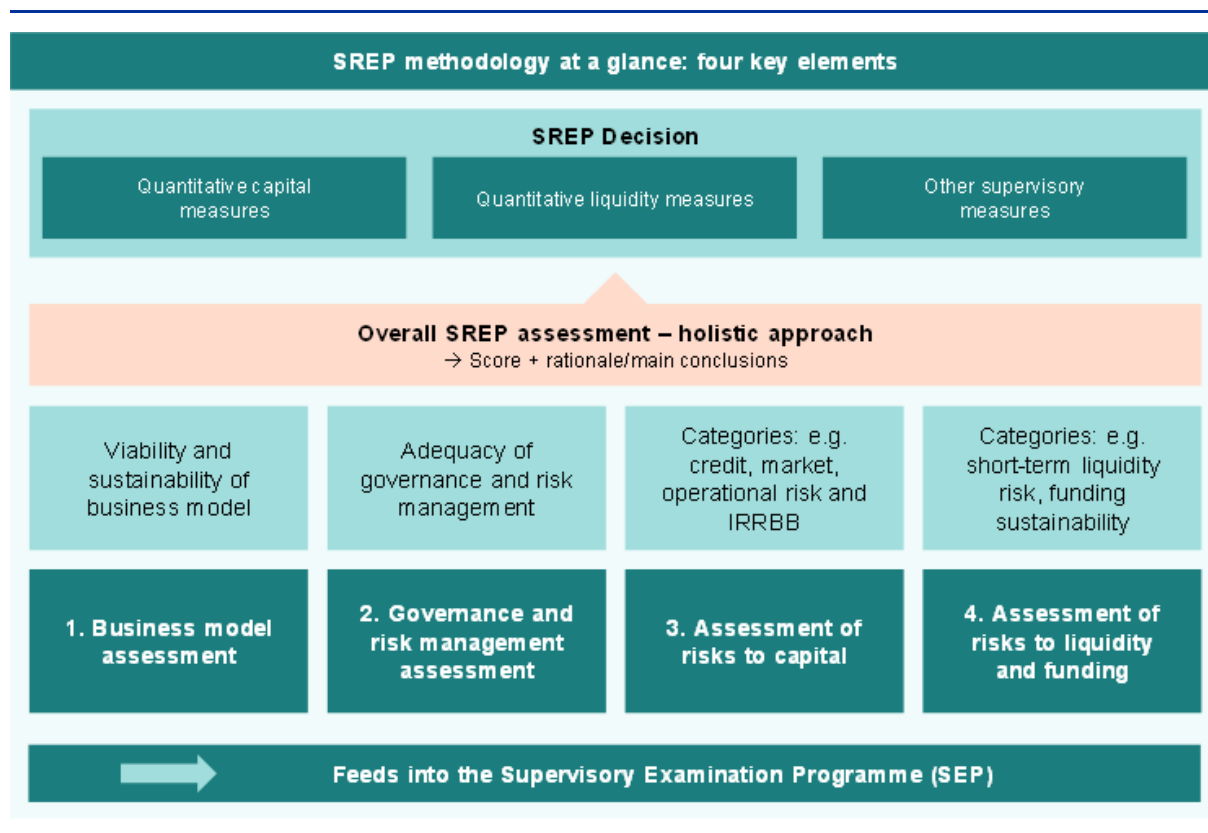 SREP methodology at a glance: four key elements
SREP Decision
Quantitative capital
measures
Quantitative liquidity measures
Other supervisory
measures
Overall SREP assessment – holistic approach
→ Score + rationale/main conclusions
Viability and
sustainability of
business model
Adequacy of
governance and risk
management
Categories: e.g.
credit, market,
operational risk and
IRRBB
Categories: e.g.
short-term liquidity
risk, funding
sustainability
1. Business model
assessment
2. Governance and
risk management
assessment
3. Assessment of
risks to capital
4. Assessment of
risks to liquidity
and funding
Feeds into the Supervisory Examination Programme (SEP)